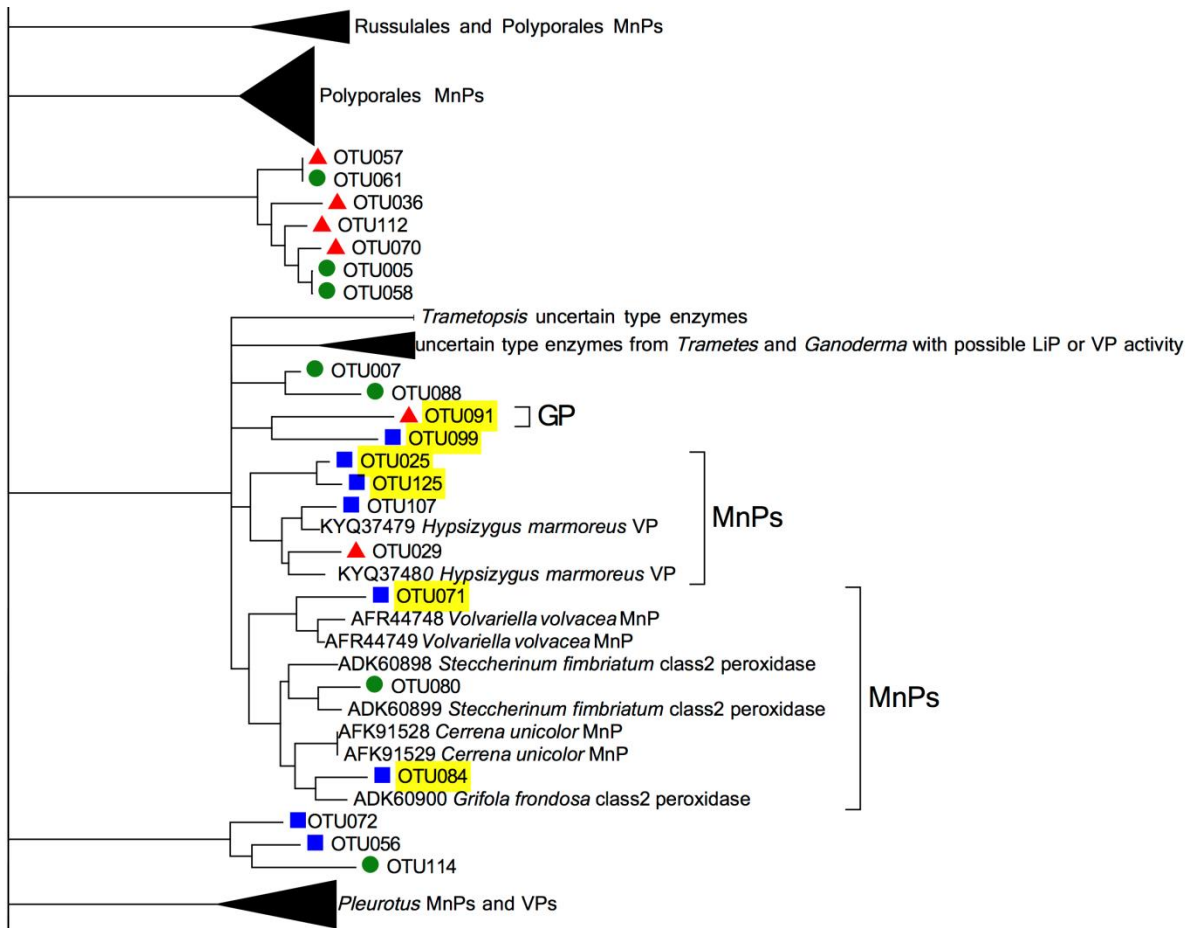 Russulales and Polyporales MnPs
Polyporales MnPs
OTU057
OTU061
OTU036
OTU112
OTU070
OTU005
OTU058
Trametopsis uncertain type enzymes
uncertain type enzymes from Trametes and Ganoderma with possible LiP or VP activity
OTU007
OTU088
OTU091
GP
OTU099
OTU025
OTU125
OTU107
MnPs
KYQ37479 Hypsizygus marmoreus VP
OTU029
KYQ37480 Hypsizygus marmoreus VP
OTU071
AFR44748 Volvariella volvacea MnP
AFR44749 Volvariella volvacea MnP
ADK60898 Steccherinum fimbriatum class2 peroxidase
OTU080
MnPs
ADK60899 Steccherinum fimbriatum class2 peroxidase
AFK91528 Cerrena unicolor MnP
AFK91529 Cerrena unicolor MnP
OTU084
ADK60900 Grifola frondosa class2 peroxidase
OTU072
OTU056
OTU114
Pleurotus MnPs and VPs